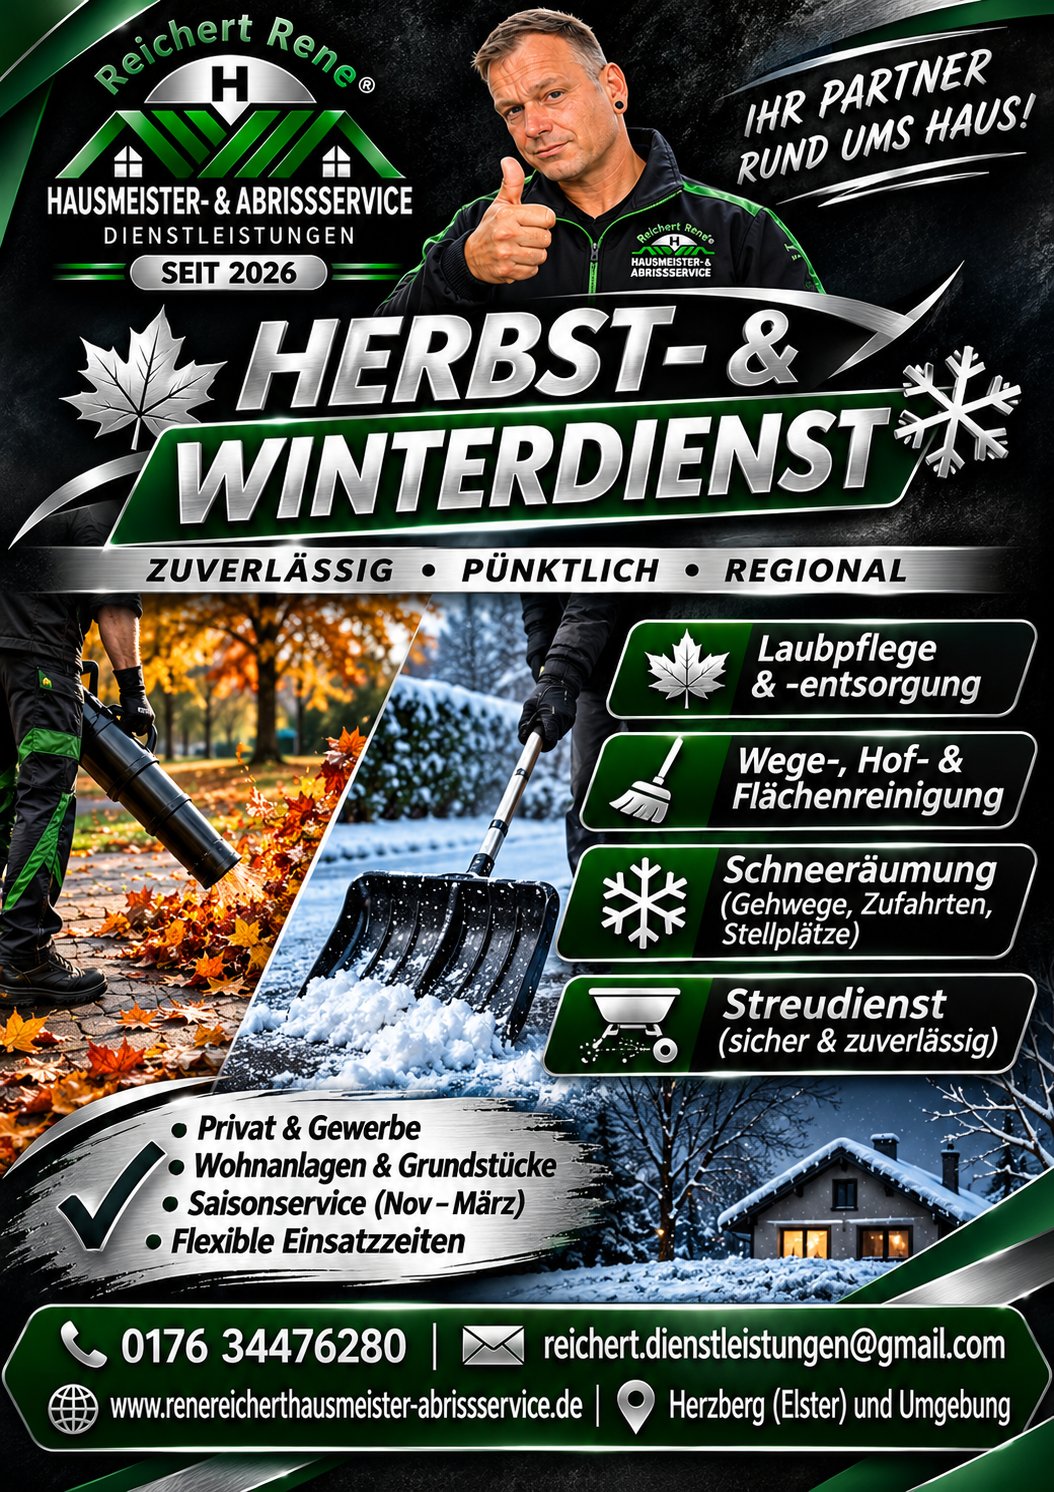 Reichert Rene®
H
HAUSMEISTER- & ABRISSSERVICE
DIENSTLEISTUNGEN
SEIT 2026
IHR PARTNER
RUND UMS HAUS!
Reichert Rene®
H
HAUSMEISTER- &
ABRISSSERVICE
HERBST- &
WINTERDIENST
ZUVERLÄSSIG • PÜNKTLICH • REGIONAL
Laubpflege
& -entsorgung
Wege-, Hof- &
Flächenreinigung
Schneeräumung
(Gehwege, Zufahrten,
Stellplätze)
Streudienst
(sicher & zuverlässig)
• Privat & Gewerbe
• Wohnanlagen & Grundstücke
• Saisonservice (Nov – März)
• Flexible Einsatzzeiten
0176 34476280 | reichert.dienstleistungen@gmail.com
www.renereicherthausmeister-abrissservice.de | Herzberg (Elster) und Umgebung